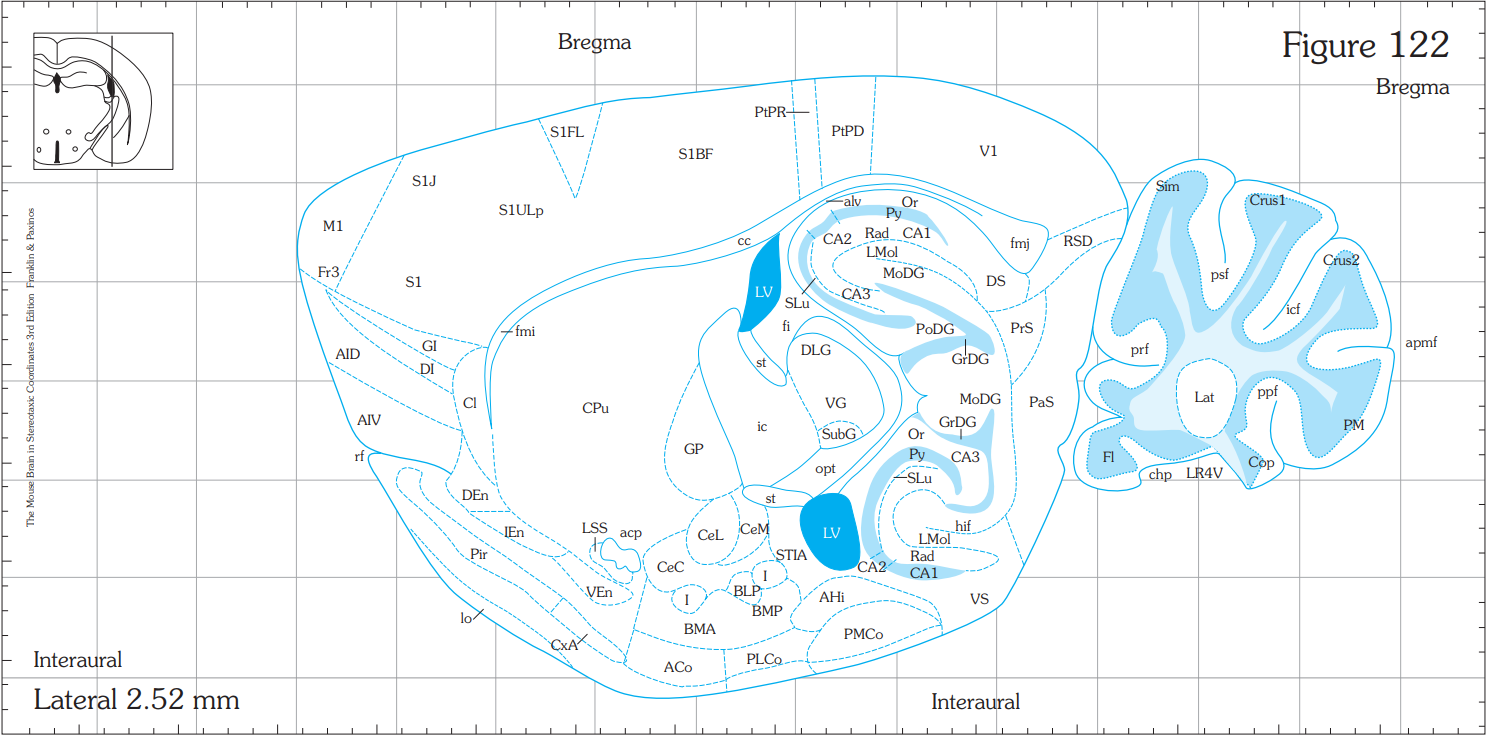 Bregma
Figure 122
Bregma
PtPR
S1FL
PtPD
S1BF
V1
S1J
Sim
Crus1
alv
Or
S1ULp
Py
M1
CA2
Rad
CA1
cc
fmj
RSD
LMol
Crus2
Fr3
MoDG
psf
S1
DS
LV
CA3
SLu
icf
fi
PoDG
PrS
fmi
GI
DLG
prf
apmf
AID
GrDG
st
DI
ppf
Cl
VG
MoDG
PaS
Lat
CPu
AIV
GrDG
PM
ic
SubG
Or
GP
rf
Py
CA3
Fl
Cop
opt
chp
LR4V
SLu
DEn
st
IEn
LSS
acp
CeL
CeM
LV
hif
LMol
Pir
STIA
Rad
CeC
CA2
CA1
I
VEn
BLP
I
AHi
VS
BMP
lo
BMA
PMCo
CxA
PLCo
ACo
Interaural
Lateral 2.52 mm
Interaural
The Mouse Brain in Stereotaxic Coordinates 3rd Edition Franklin & Paxinos